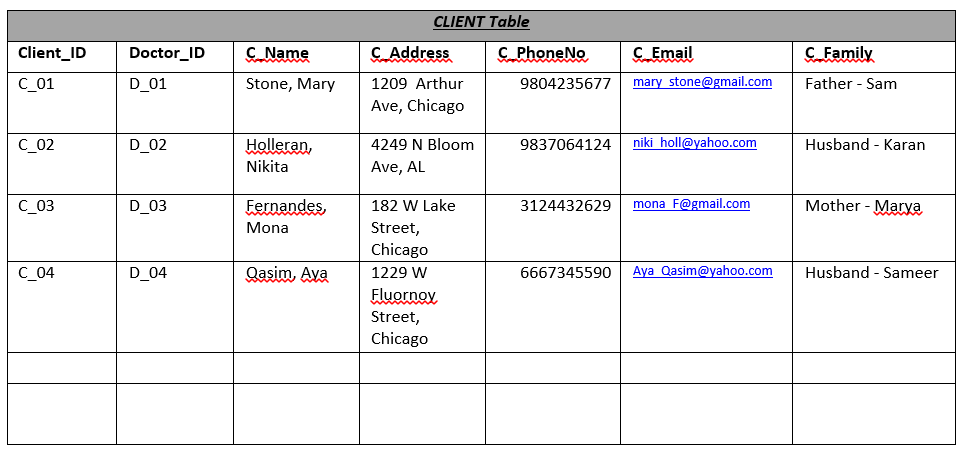 CLIENT Table
Client_ID Doctor_ID C_Name C_Address C_PhoneNo C_Email C_Family
C_01 D_01 Stone, Mary 1209 Arthur 9804235677 mary_stone@gmail.com Father - Sam
Ave, Chicago
C_02 D_02 Holleran, 4249 N Bloom 9837064124 niki_holl@yahoo.com Husband - Karan
Nikita Ave, AL
C_03 D_03 Fernandes, 182 W Lake 3124432629 mona_F@gmail.com Mother - Marya
Mona Street,
Chicago
C_04 D_04 Qasim, Aya 1229 W 6667345590 Aya_Qasim@yahoo.com Husband - Sameer
Fluornoy
Street,
Chicago